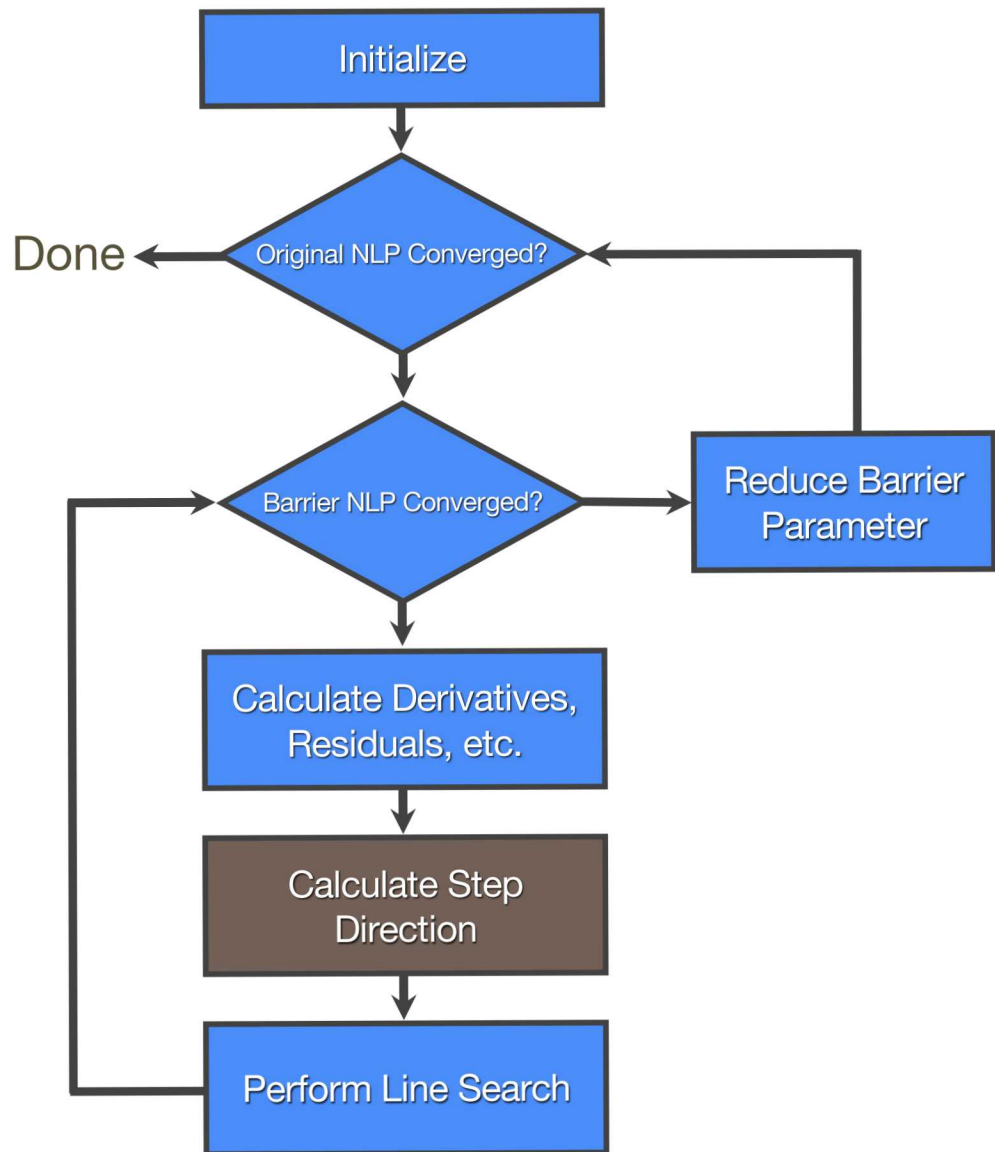 Initialize
Original NLP Converged?
Done
Barrier NLP Converged?
Reduce Barrier
Parameter
Calculate Derivatives,
Residuals, etc.
Calculate Step
Direction
Perform Line Search